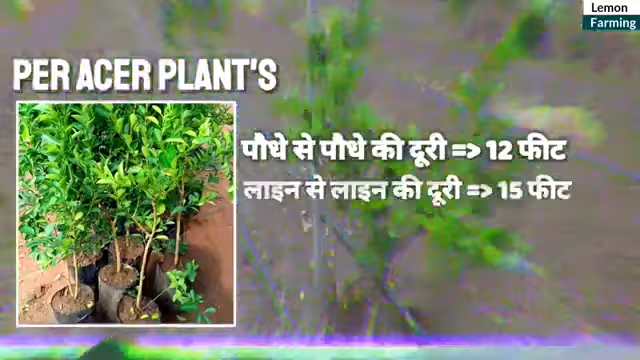 Lemon
Farming
PER ACER PLANT'S
पौधे से पौधे की दूरी => 12 फीट
लाइन से लाइन की दूरी => 15 फीट